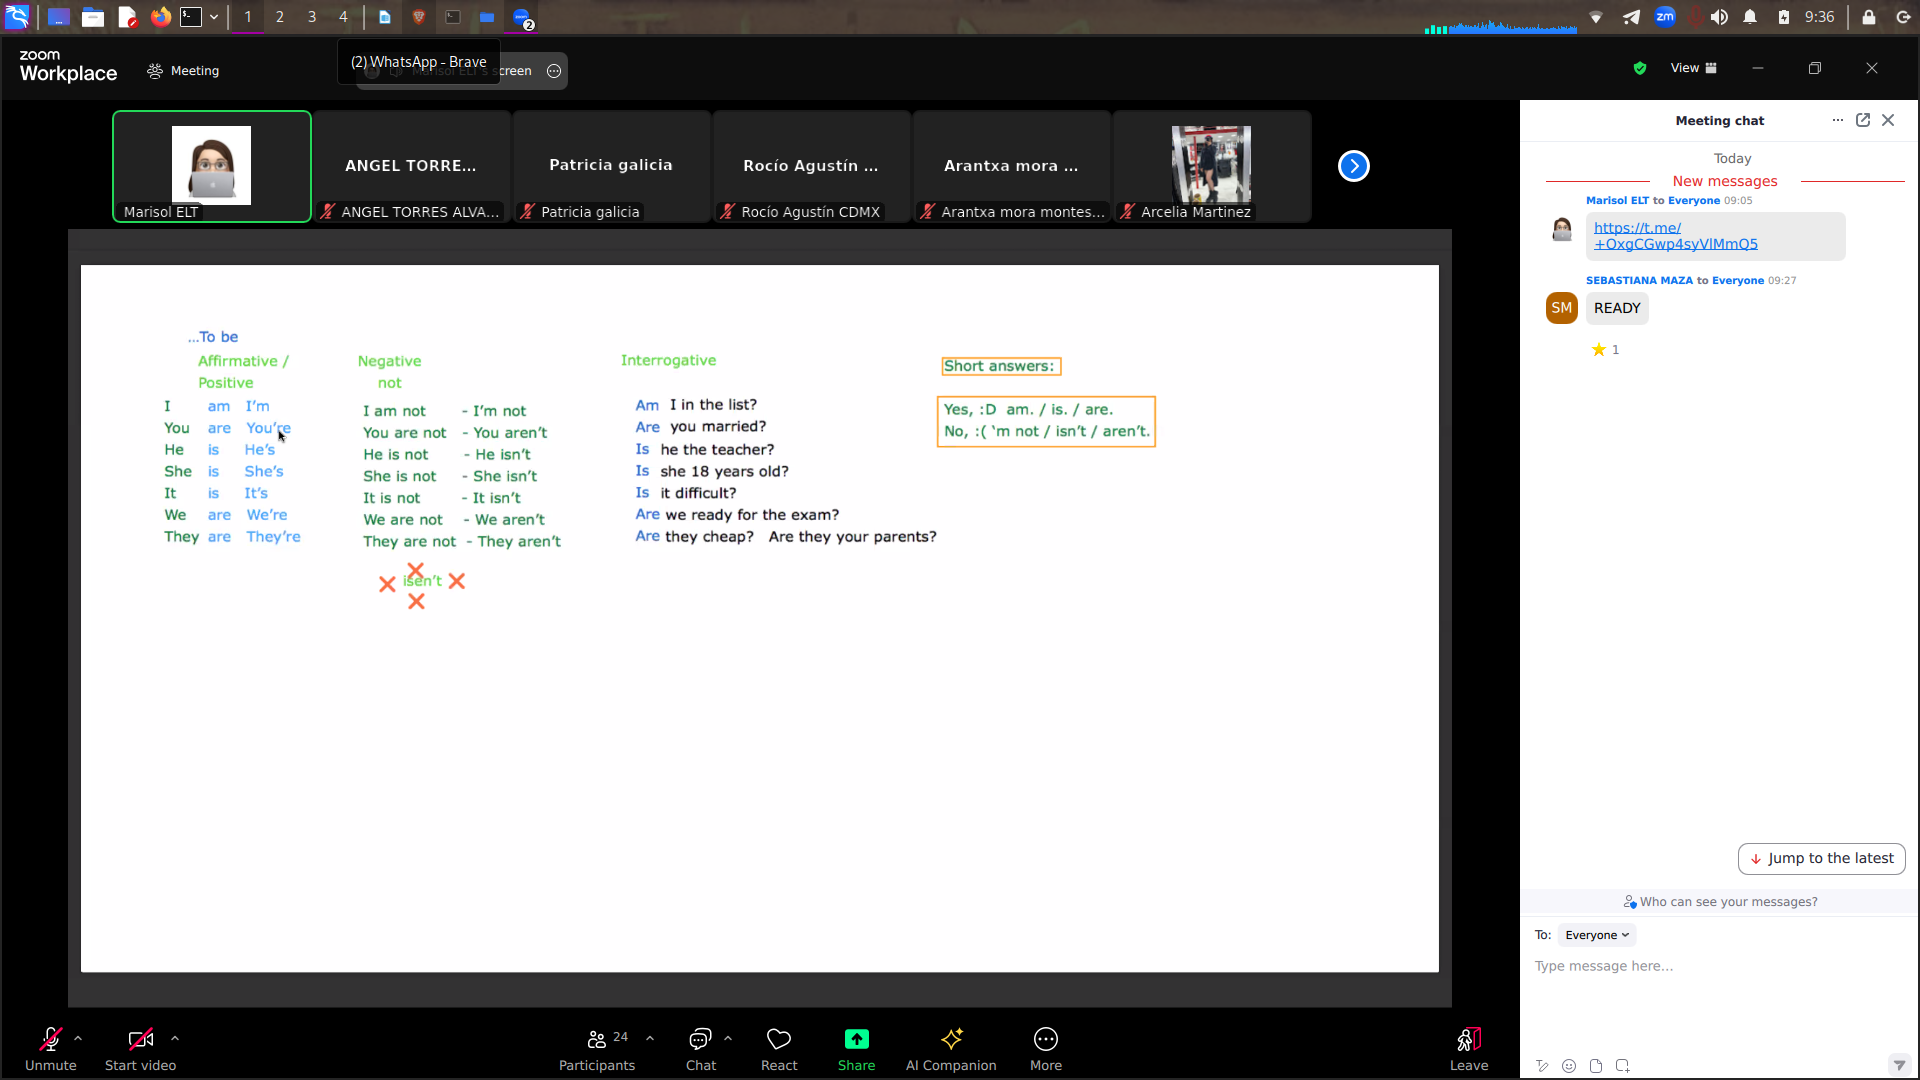 1 2 3 4
2
zm
9:36
zoom
Workplace
Meeting
(2) WhatsApp - Brave
screen
View
Marisol ELT
ANGEL TORRE...
ANGEL TORRES ALVA...
Patricia galicia
Patricia galicia
Rocío Agustín ...
Rocío Agustín CDMX
Arantxa mora ...
Arantxa mora montes...
Arcelia Martinez
...To be
Affirmative /
Positive
I am I'm
You are You're
He is He's
She is She's
It is It's
We are We're
They are They're
Negative
not
I am not - I'm not
You are not - You aren't
He is not - He isn't
She is not - She isn't
It is not - It isn't
We are not - We aren't
They are not - They aren't
isen't
Interrogative
Am I in the list?
Are you married?
Is he the teacher?
Is she 18 years old?
Is it difficult?
Are we ready for the exam?
Are they cheap? Are they your parents?
Short answers:
Yes, :D am. / is. / are.
No, :( 'm not / isn't / aren't.
Meeting chat
Today
New messages
Marisol ELT to Everyone 09:05
https://t.me/
+OxgCGwp4syVlMmQ5
SEBASTIANA MAZA to Everyone 09:27
SM
READY
1
Jump to the latest
Who can see your messages?
To: Everyone
Type message here...
Unmute
Start video
24
Participants
Chat
React
Share
AI Companion
More
Leave